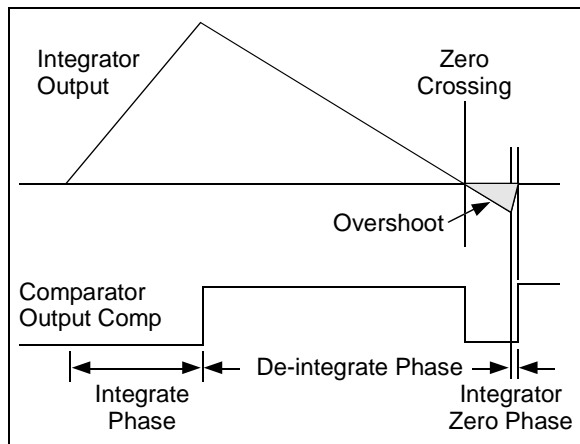 Integrator
Output
Zero
Crossing
Overshoot
Comparator
Output Comp
De-integrate Phase
Integrate
Phase
Integrator
Zero Phase